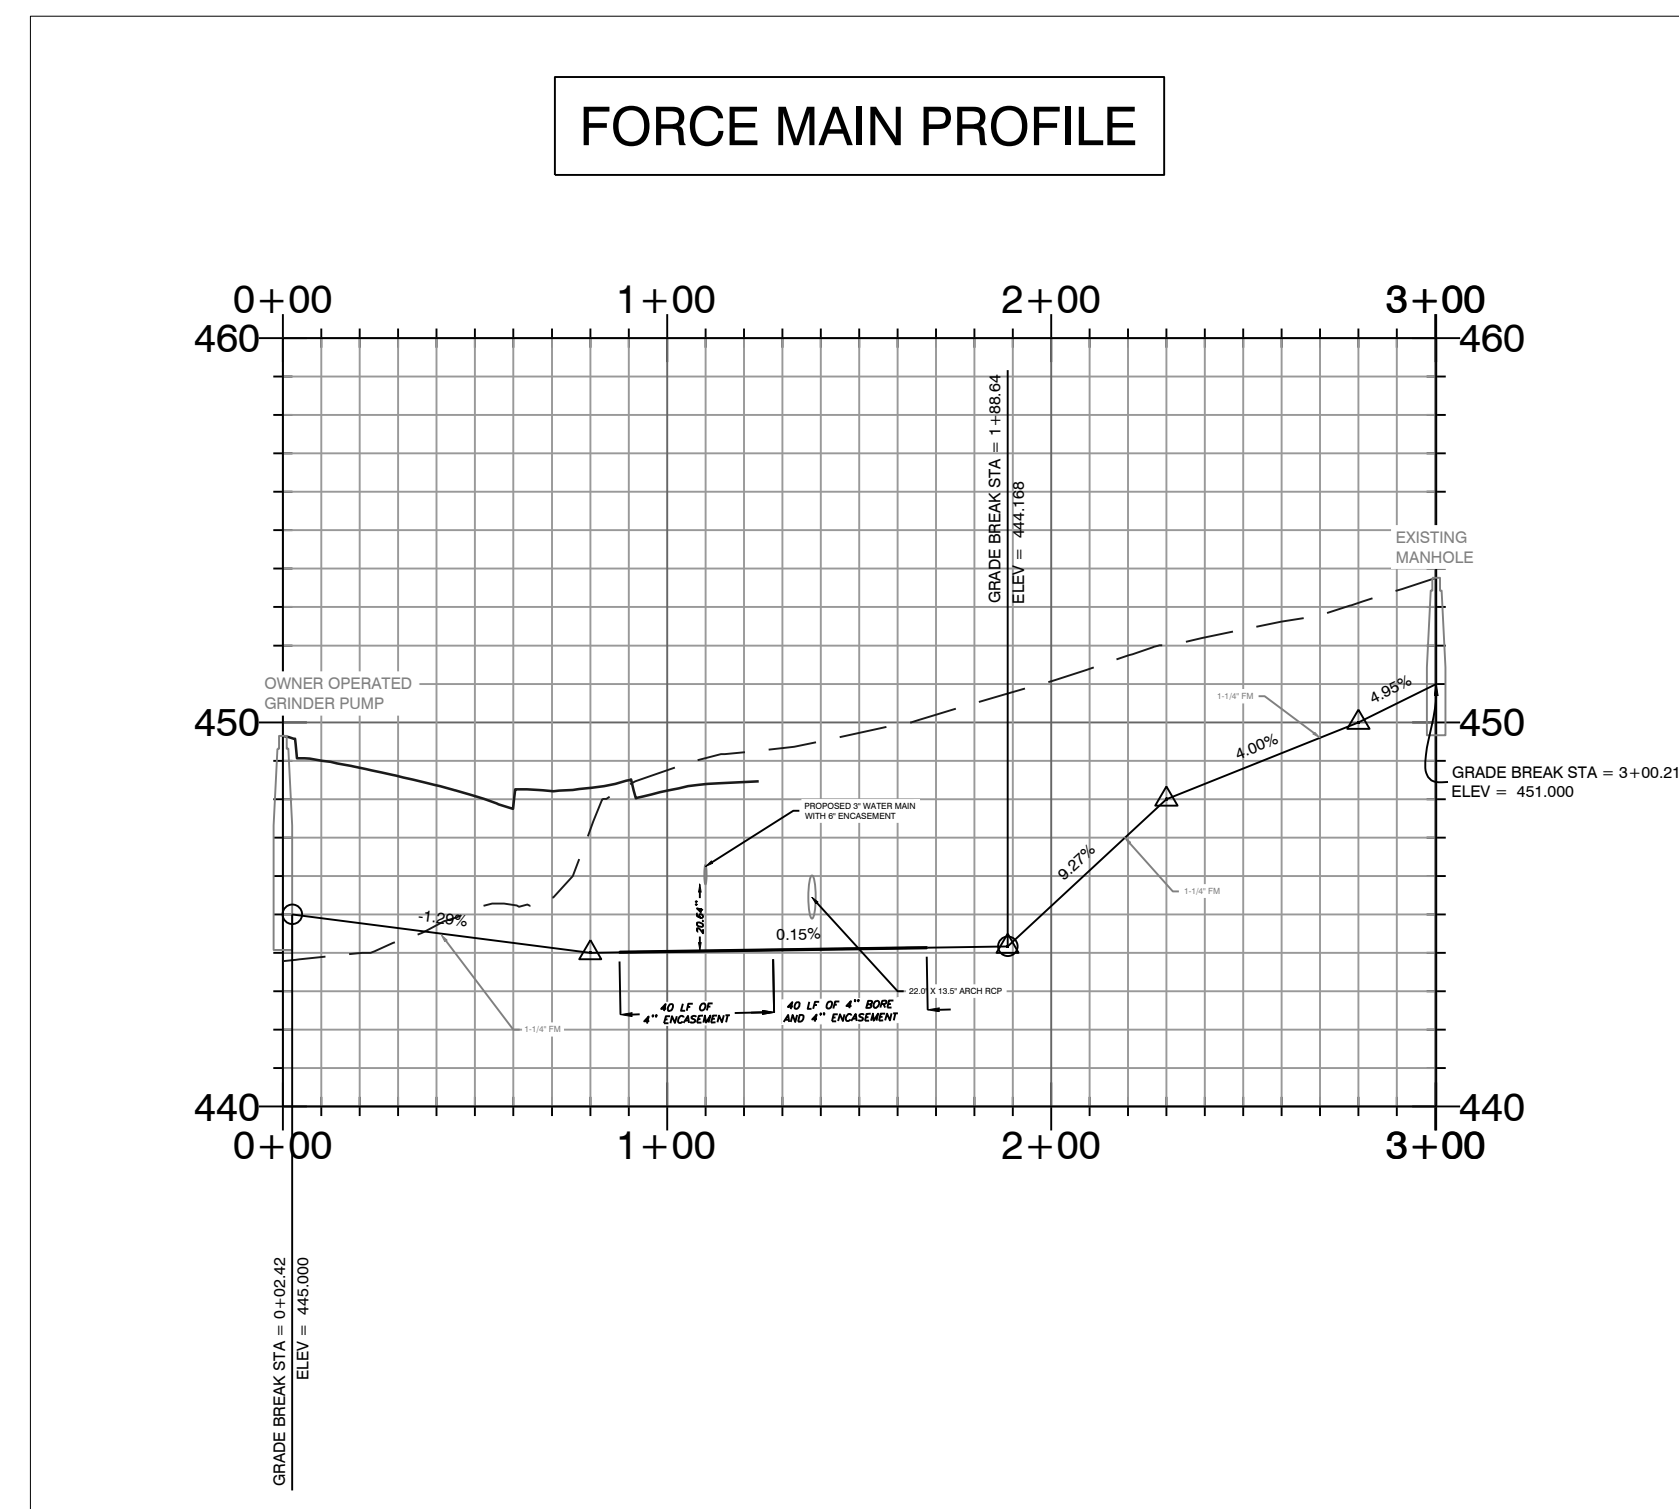 FORCE MAIN PROFILE
0+00 1+00 2+00 3+00
460 460
GRADE BREAK STA = 1+88.64
ELEV = 444.168
EXISTING
MANHOLE
OWNER OPERATED
GRINDER PUMP
450 450
1-1/4" FM
4.95%
4.00%
GRADE BREAK STA = 3+00.21
ELEV = 451.000
PROPOSED 3" WATER MAIN
WITH 6" ENCASEMENT
9.27%
1-1/4" FM
-1.29%
20.64"
0.15%
22.0" X 13.5" ARCH RCP
40 LF OF
4" ENCASEMENT
40 LF OF 4" BORE
AND 4" ENCASEMENT
1-1/4" FM
440 440
0+00 1+00 2+00 3+00
GRADE BREAK STA = 0+02.42
ELEV = 445.000